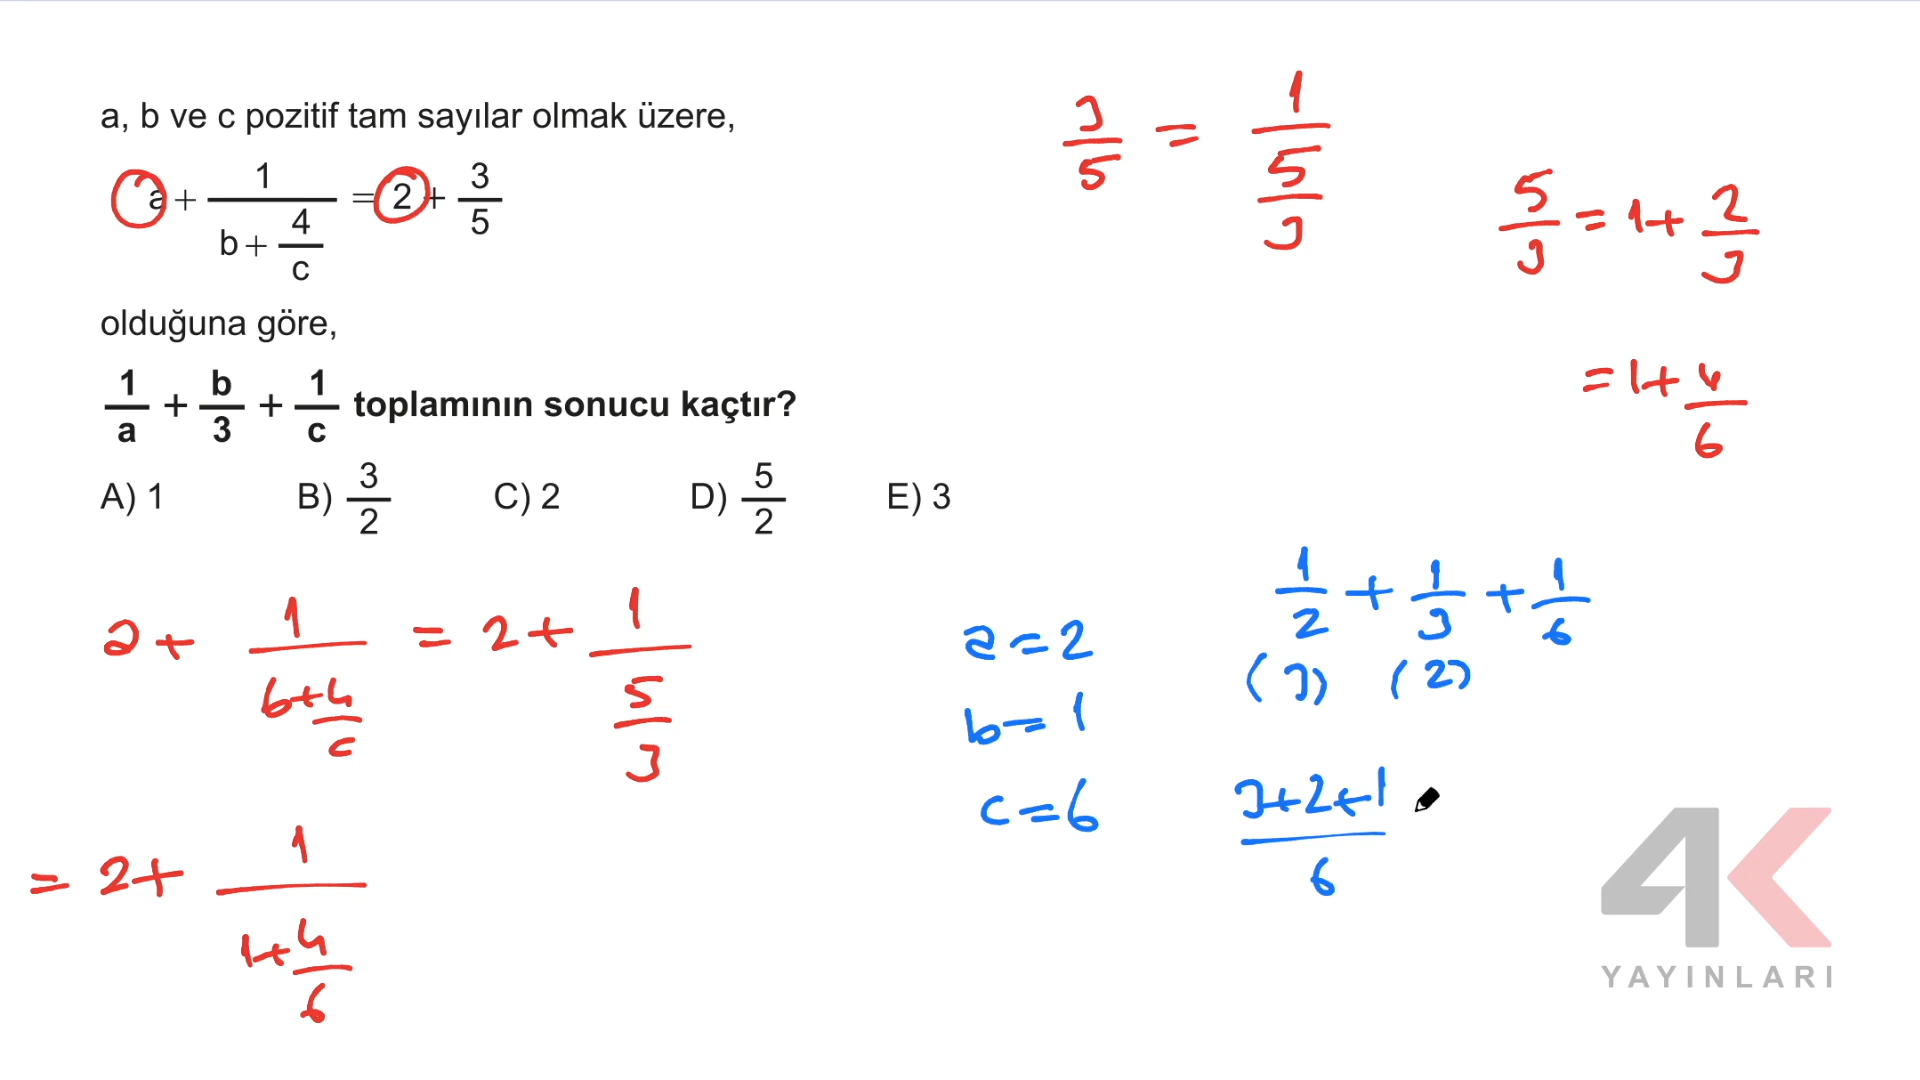 a, b ve c pozitif tam sayılar olmak üzere,
a + 1/(b + 4/c) = 2 + 3/5
olduğuna göre,
1/a + b/3 + 1/c toplamının sonucu kaçtır?
A) 1 B) 3/2 C) 2 D) 5/2 E) 3
3/5 = 1/(5/3)
5/3 = 1 + 2/3
= 1 + 4/6
a + 1/(b + 4/c) = 2 + 1/(5/3)
= 2 + 1/(1 + 4/6)
a = 2
b = 1
c = 6
1/2 + 1/3 + 1/6
(3) (2)
(3 + 2 + 1)/6
4K
YAYINLARI